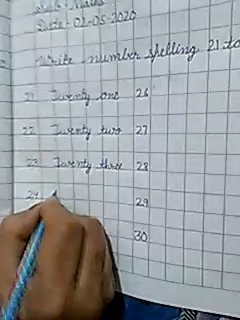 Date - 02-05-2020
Write number spelling 21 to
21 Twenty one 26
22 Twenty two 27
23 Twenty three 28
24 29
30